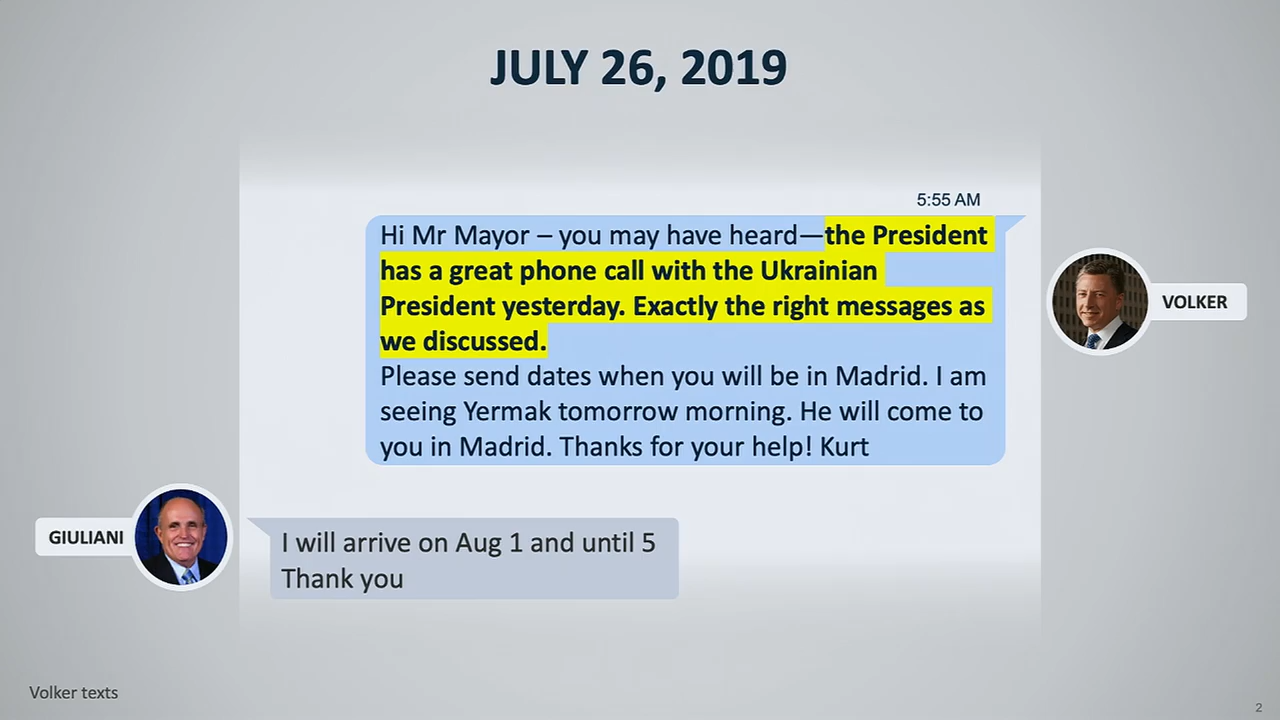 JULY 26, 2019
5:55 AM
Hi Mr Mayor – you may have heard—the President
has a great phone call with the Ukrainian
President yesterday. Exactly the right messages as
we discussed.
Please send dates when you will be in Madrid. I am
seeing Yermak tomorrow morning. He will come to
you in Madrid. Thanks for your help! Kurt
VOLKER
GIULIANI
I will arrive on Aug 1 and until 5
Thank you
Volker texts
2